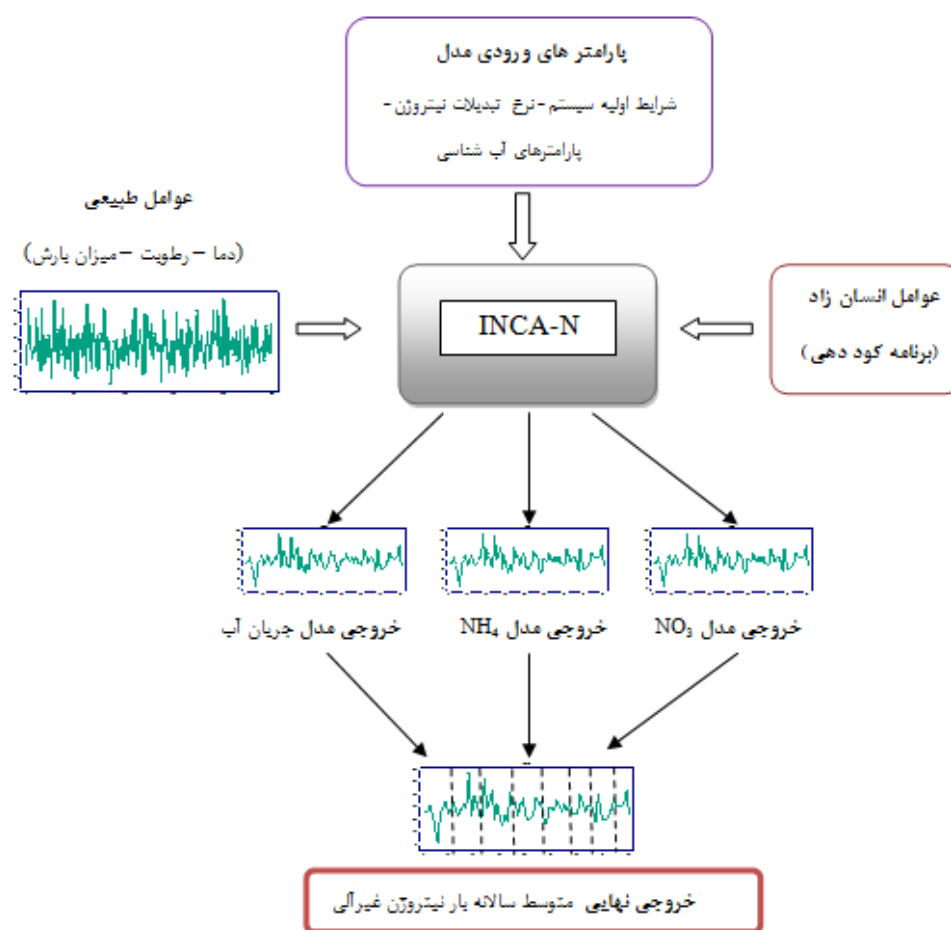 پارامتر های ورودی مدل
شرایط اولیه سیستم-نرخ تبدیلات نیتروژن-
پارامترهای آب شناسی
عوامل طبیعی
(دما –رطوبت –میزان بارش)
INCA-N
عوامل انسان زاد
(برنامه کود دهی)
خروجی مدل جریان آب
خروجی مدل NH₄
خروجی مدل NO₃
خروجی نهایی متوسط سالانه بار نیتروژن غیرآلی